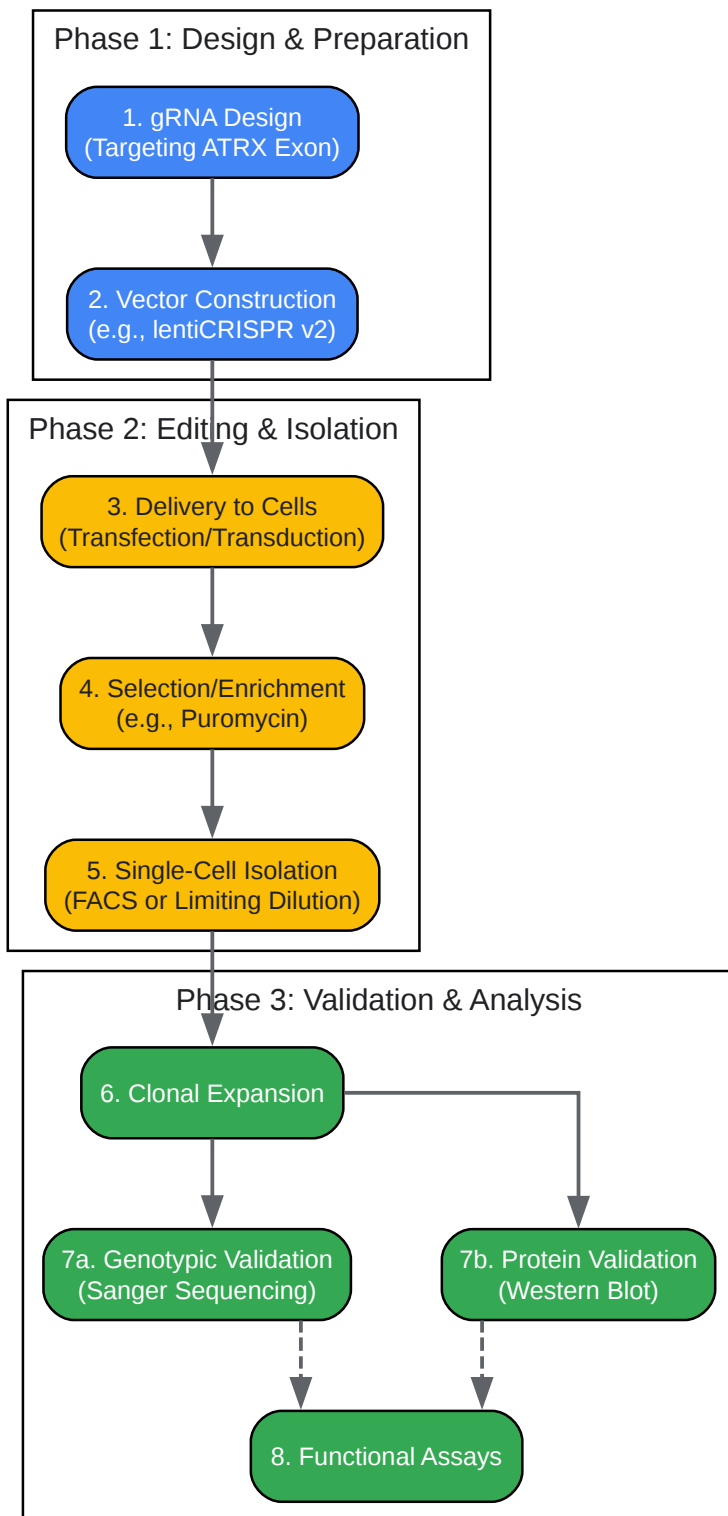 Phase 1: Design & Preparation
1. gRNA Design
(Targeting ATRX Exon)
2. Vector Construction
(e.g., lentiCRISPR v2)
Phase 2: Editing & Isolation
3. Delivery to Cells
(Transfection/Transduction)
4. Selection/Enrichment
(e.g., Puromycin)
5. Single-Cell Isolation
(FACS or Limiting Dilution)
Phase 3: Validation & Analysis
6. Clonal Expansion
7a. Genotypic Validation
(Sanger Sequencing)
7b. Protein Validation
(Western Blot)
8. Functional Assays